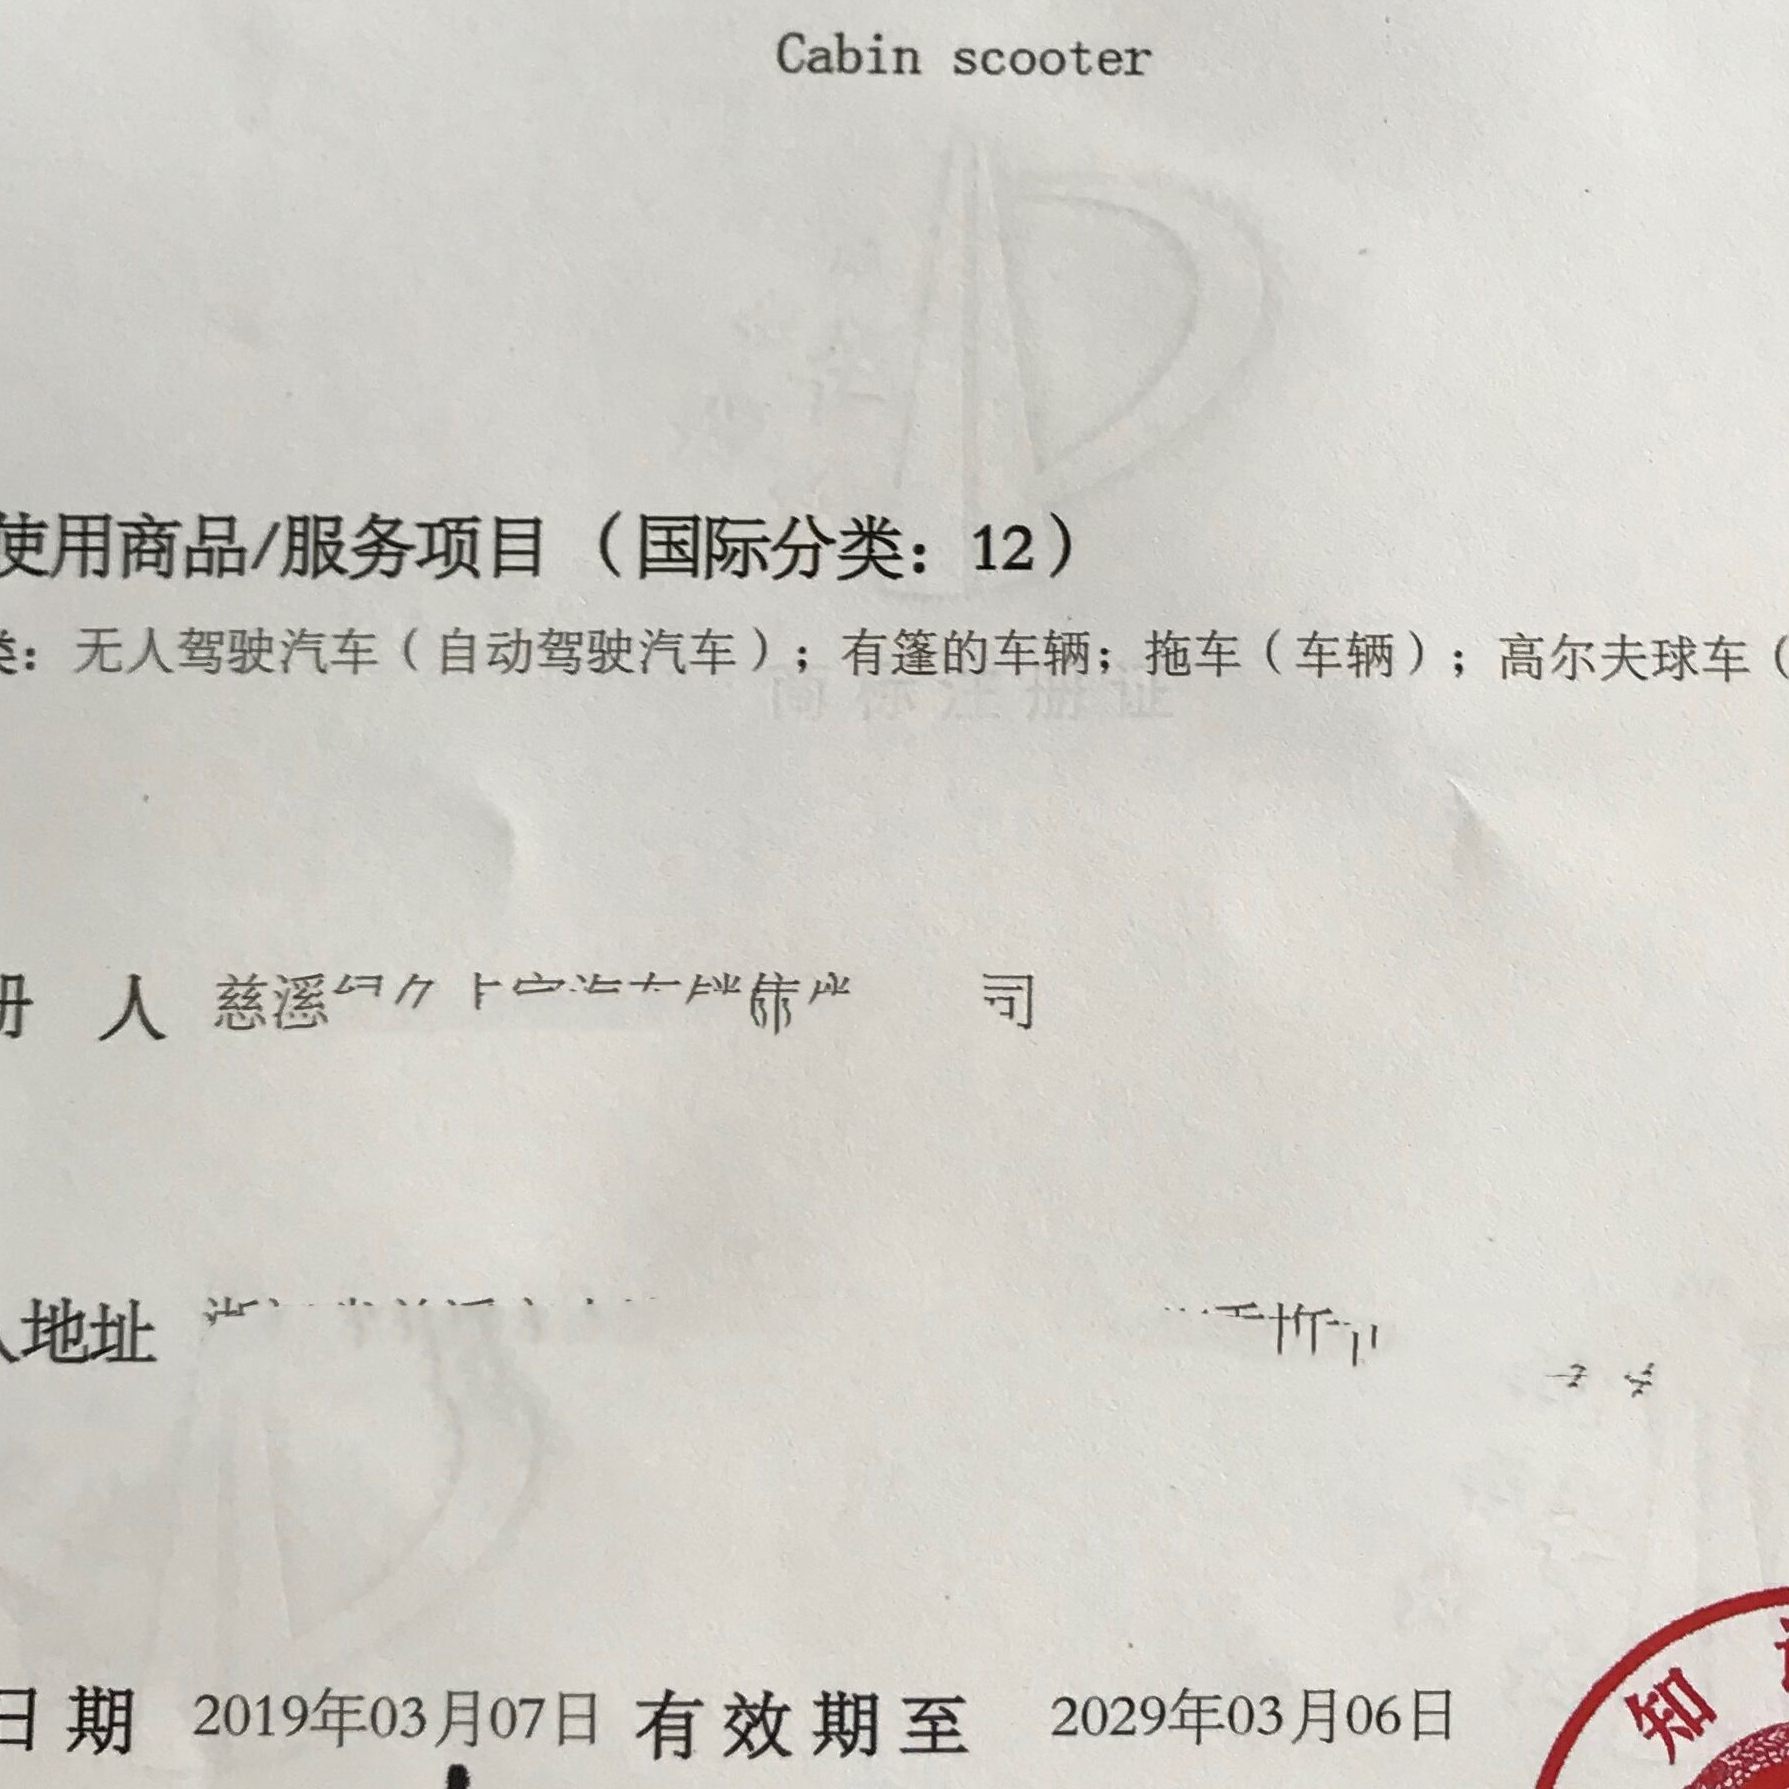 Cabin scooter
使用商品/服务项目（国际分类：12）
类：无人驾驶汽车（自动驾驶汽车）；有篷的车辆；拖车（车辆）；高尔夫球车（
商标注册证
册 人 慈溪 司
人地址
日期 2019年03月07日 有效期至 2029年03月06日
知